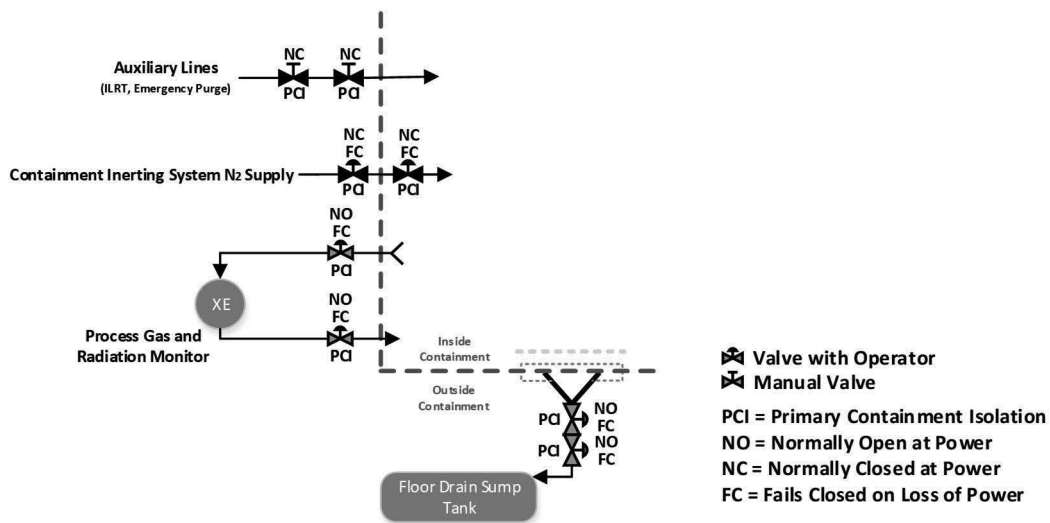 NC
NC
Auxiliary Lines
(ILRT, Emergency Purge)
PCI
PCI
NC
FC
NC
FC
Containment Inerting System N2 Supply
PCI
PCI
NO
FC
PCI
XE
NO
FC
Process Gas and
Radiation Monitor
PCI
Inside
Containment
Outside
Containment
PCI
NO
FC
PCI
NO
FC
Floor Drain Sump
Tank
Valve with Operator
Manual Valve
PCI = Primary Containment Isolation
NO = Normally Open at Power
NC = Normally Closed at Power
FC = Fails Closed on Loss of Power